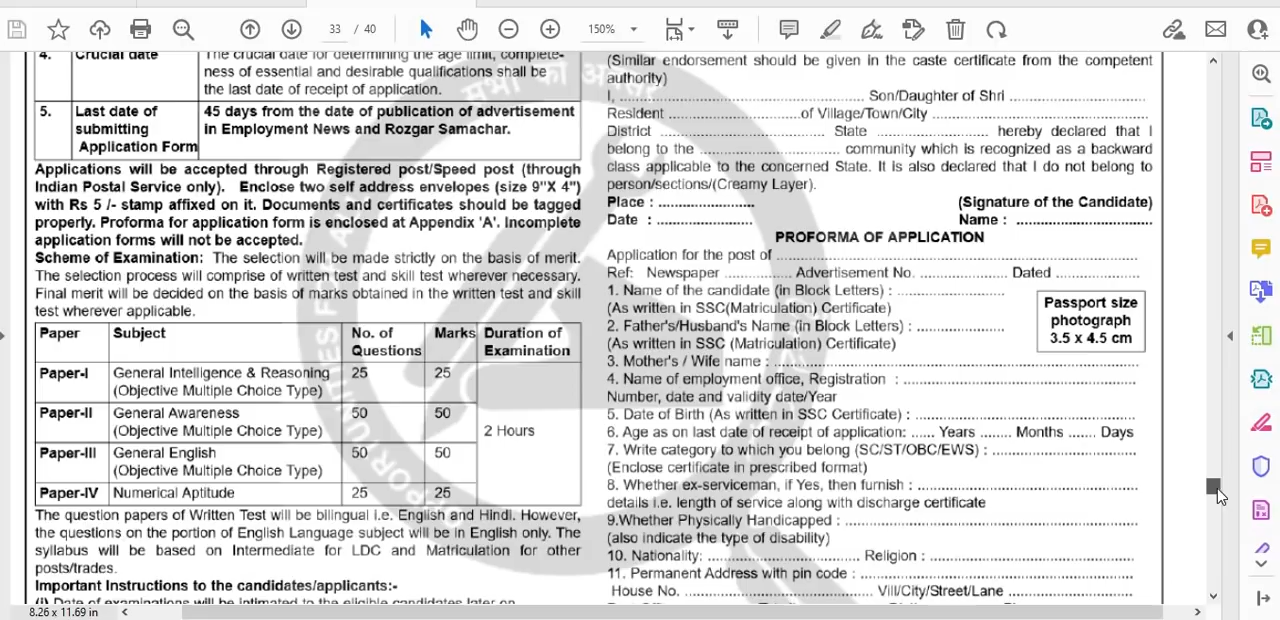 33 / 40
150%
4. Crucial date
The crucial date for determining the age limit, complete-
ness of essential and desirable qualifications shall be
the last date of receipt of application.
5. Last date of
submitting
Application Form
45 days from the date of publication of advertisement
in Employment News and Rozgar Samachar.
Applications will be accepted through Registered post/Speed post (through
Indian Postal Service only). Enclose two self address envelopes (size 9"X 4")
with Rs 5 /- stamp affixed on it. Documents and certificates should be tagged
properly. Proforma for application form is enclosed at Appendix 'A'. Incomplete
application forms will not be accepted.
Scheme of Examination: The selection will be made strictly on the basis of merit.
The selection process will comprise of written test and skill test wherever necessary.
Final merit will be decided on the basis of marks obtained in the written test and skill
test wherever applicable.
Paper Subject No. of Questions Marks Duration of Examination
Paper-I General Intelligence & Reasoning 25 25
(Objective Multiple Choice Type)
Paper-II General Awareness 50 50
(Objective Multiple Choice Type) 2 Hours
Paper-III General English 50 50
(Objective Multiple Choice Type)
Paper-IV Numerical Aptitude 25 25
The question papers of Written Test will be bilingual i.e. English and Hindi. However,
the questions on the portion of English Language subject will be in English only. The
syllabus will be based on Intermediate for LDC and Matriculation for other
posts/trades.
Important Instructions to the candidates/applicants:-
(i) Date of examinations will be intimated to the eligible candidates later on
(Similar endorsement should be given in the caste certificate from the competent
authority)
I, ........................................ Son/Daughter of Shri ......................
Resident ......................of Village/Town/City ...............................
District ...................... State .................. hereby declared that I
belong to the ...................... community which is recognized as a backward
class applicable to the concerned State. It is also declared that I do not belong to
person/sections/(Creamy Layer).
Place : ..................... (Signature of the Candidate)
Date : ..................... Name : .............................
PROFORMA OF APPLICATION
Application for the post of ............................................................
Ref: Newspaper ............... Advertisement No. ............... Dated ..............
1. Name of the candidate (in Block Letters) : .....................
(As written in SSC(Matriculation) Certificate)
2. Father's/Husband's Name (in Block Letters) : .................
(As written in SSC (Matriculation) Certificate)
Passport size
photograph
3.5 x 4.5 cm
3. Mother's / Wife name : ............................................................
4. Name of employment office, Registration : ........................................
Number, date and validity date/Year
5. Date of Birth (As written in SSC Certificate) : ....................................
6. Age as on last date of receipt of application: ...... Years ........ Months ....... Days
7. Write category to which you belong (SC/ST/OBC/EWS) : ......................
(Enclose certificate in prescribed format)
8. Whether ex-serviceman, if Yes, then furnish : .....................................
details i.e. length of service along with discharge certificate
9.Whether Physically Handicapped : ...............................................
(also indicate the type of disability)
10. Nationality: ........................... Religion : ...............................
11. Permanent Address with pin code : ............................................
House No. .............................. Vill/City/Street/Lane ....................
8.26 x 11.69 in